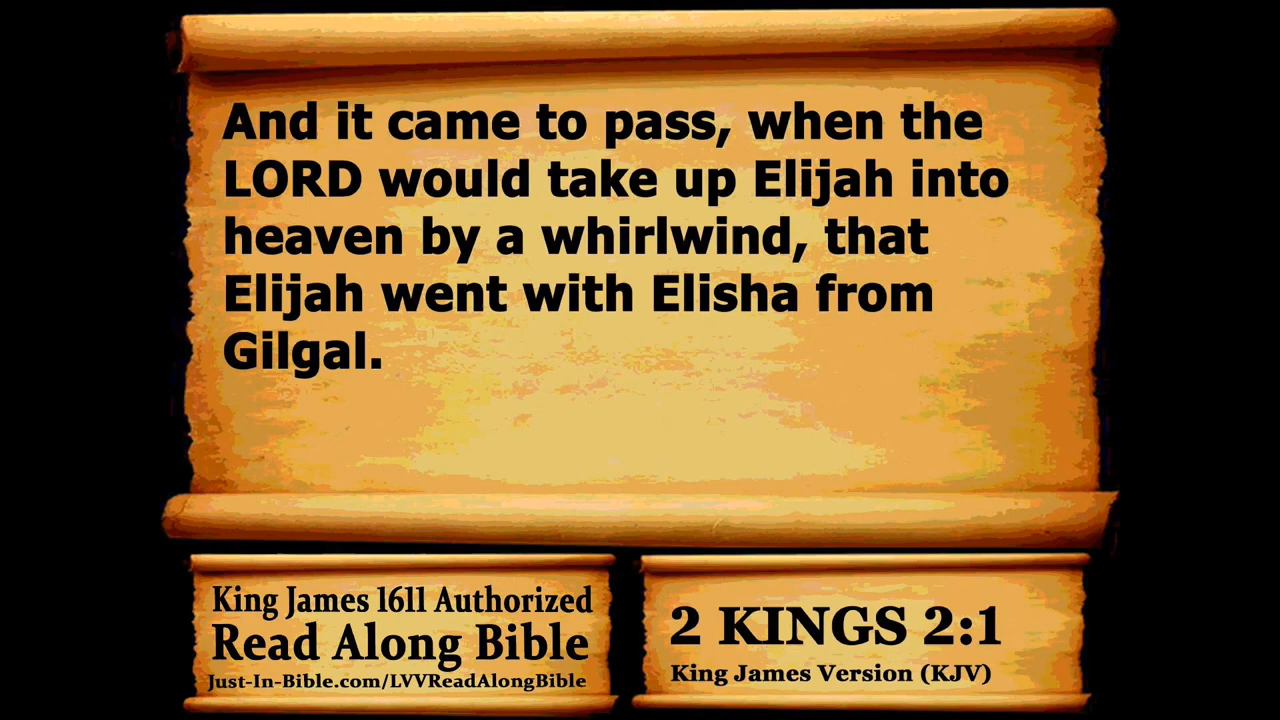 And it came to pass, when the
LORD would take up Elijah into
heaven by a whirlwind, that
Elijah went with Elisha from
Gilgal.
King James 1611 Authorized
Read Along Bible
Just-In-Bible.com/LVVReadAlongBible
2 KINGS 2:1
King James Version (KJV)